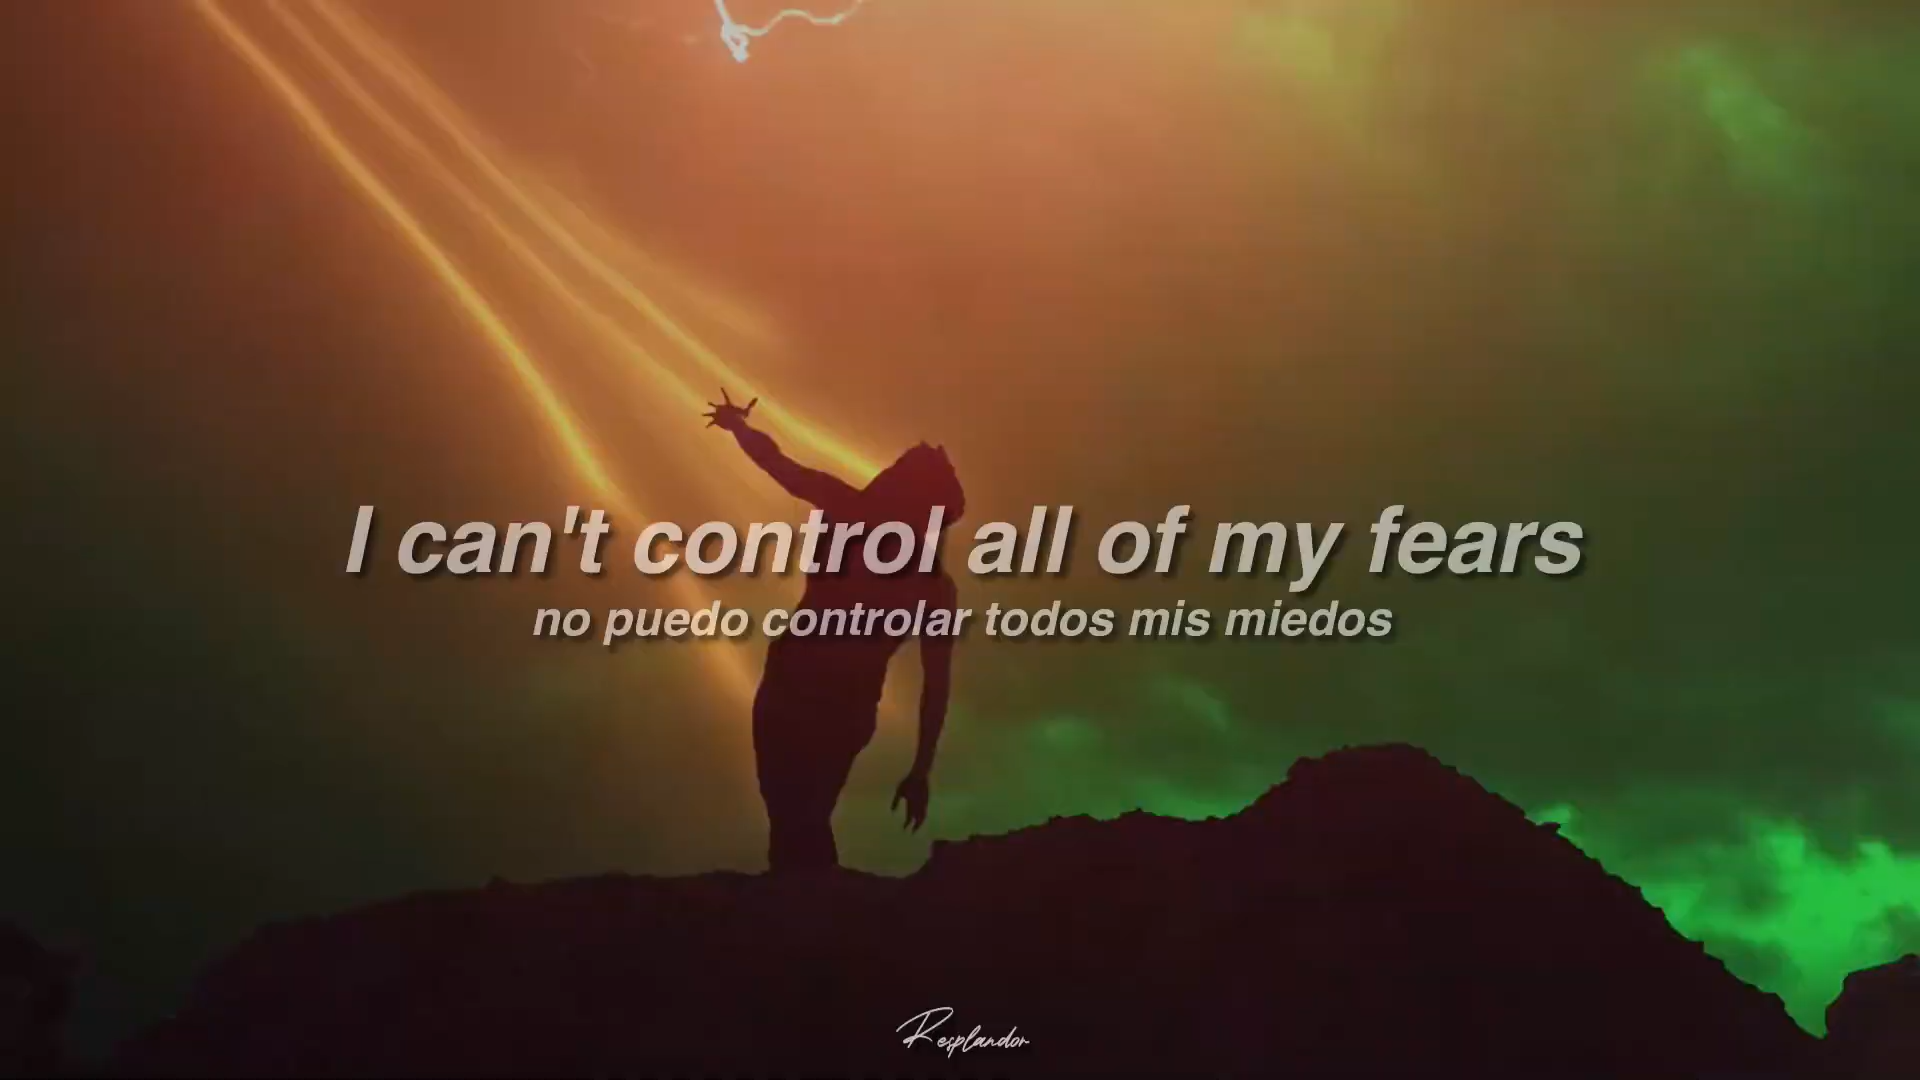 I can't control all of my fears
no puedo controlar todos mis miedos
Resplandor